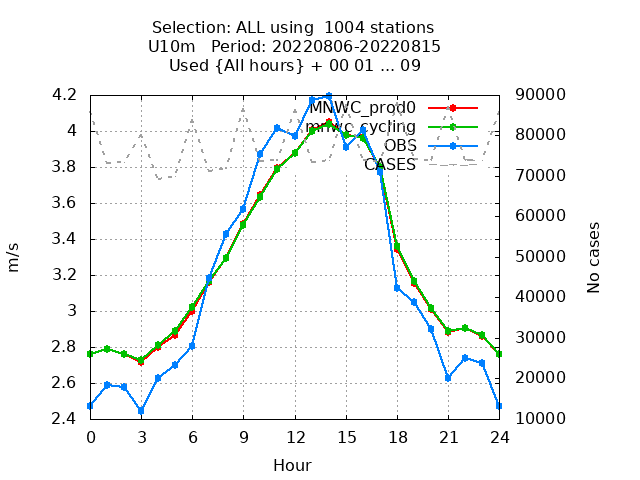 Selection: ALL using  1004 stations
U10m   Period: 20220806-20220815
Used {All hours} + 00 01 ... 09
MNWC_prod0
mnwc_cycling
OBS
CASES
m/s
4.2
4
3.8
3.6
3.4
3.2
3
2.8
2.6
2.4
90000
80000
70000
60000
50000
40000
30000
20000
10000
No cases
0 3 6 9 12 15 18 21 24
Hour